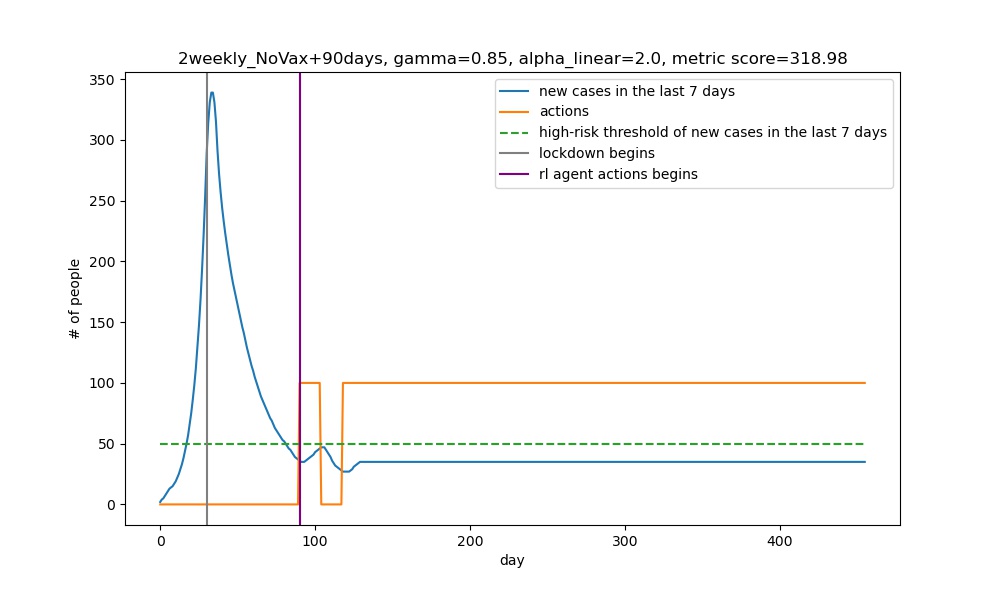 2weekly_NoVax+90days, gamma=0.85, alpha_linear=2.0, metric score=318.98
new cases in the last 7 days
actions
high-risk threshold of new cases in the last 7 days
lockdown begins
rl agent actions begins
350
300
250
200
150
100
50
0
# of people
0 100 200 300 400
day